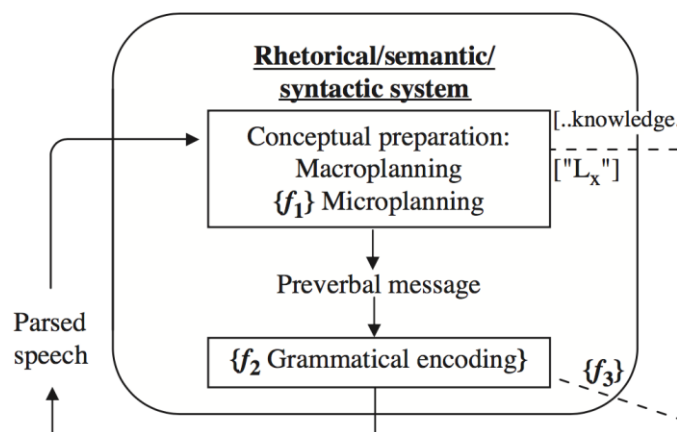 Rhetorical/semantic/
syntactic system
Conceptual preparation:
Macroplanning
{f1} Microplanning
[..knowledge.
["Lx"]
Preverbal message
Parsed
speech
{f2 Grammatical encoding}
{f3}